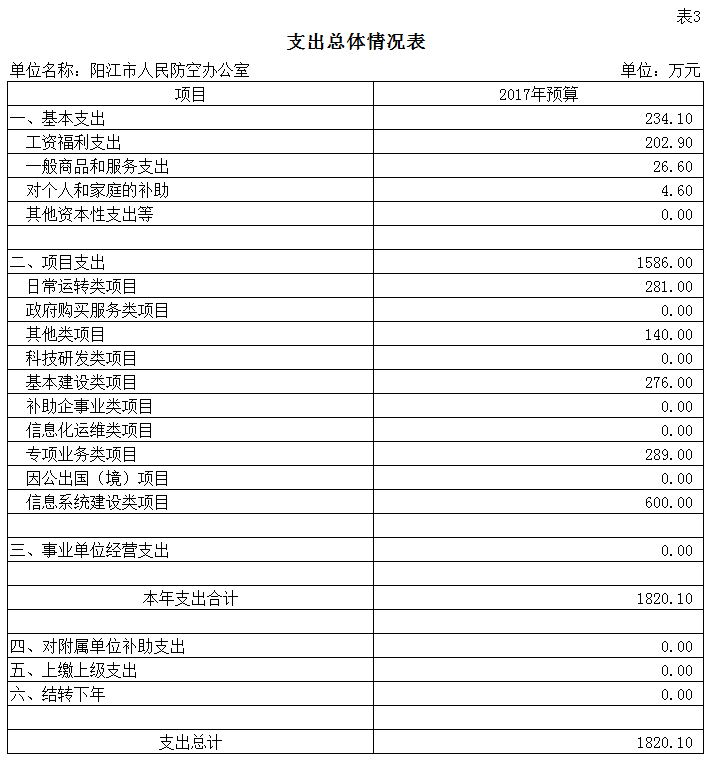 表3
支出总体情况表
单位名称：阳江市人民防空办公室 单位：万元
项目 2017年预算
一、基本支出 234.10
工资福利支出 202.90
一般商品和服务支出 26.60
对个人和家庭的补助 4.60
其他资本性支出等 0.00
二、项目支出 1586.00
日常运转类项目 281.00
政府购买服务类项目 0.00
其他类项目 140.00
科技研发类项目 0.00
基本建设类项目 276.00
补助企事业类项目 0.00
信息化运维类项目 0.00
专项业务类项目 289.00
因公出国（境）项目 0.00
信息系统建设类项目 600.00
三、事业单位经营支出 0.00
本年支出合计 1820.10
四、对附属单位补助支出 0.00
五、上缴上级支出 0.00
六、结转下年 0.00
支出总计 1820.10